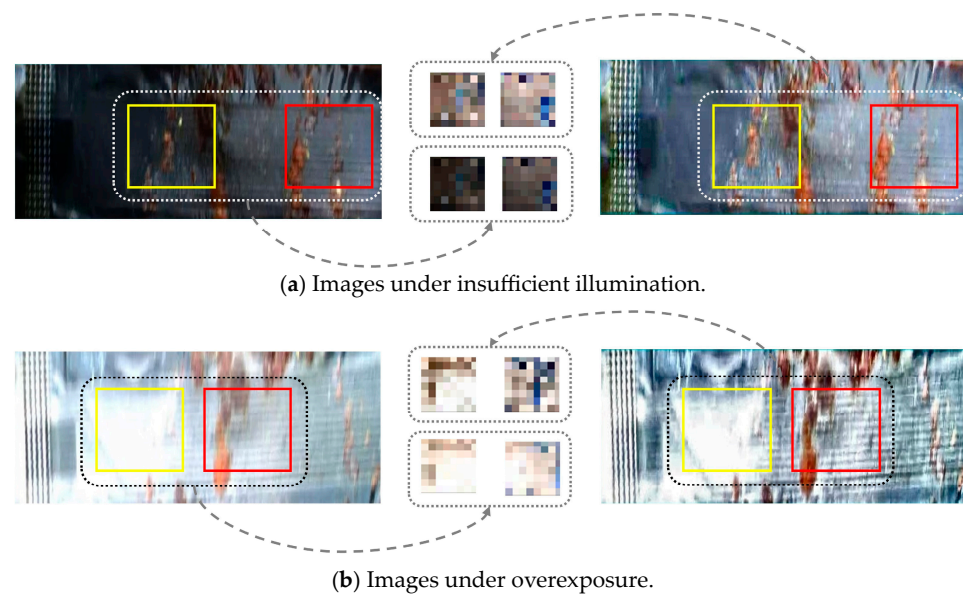 (a) Images under insufficient illumination.
(b) Images under overexposure.